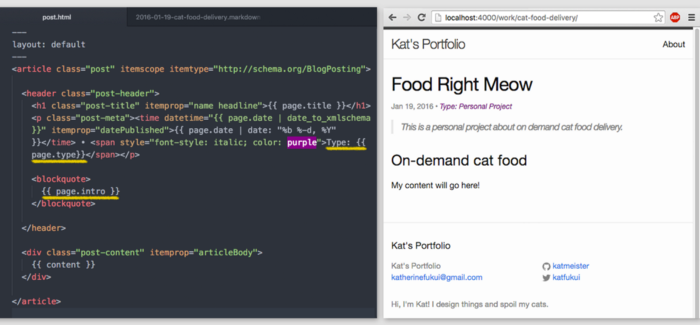 post.html
2016-01-19-cat-food-delivery.markdown
---
layout: default
---
<article class="post" itemscope itemtype="http://schema.org/BlogPosting">
<header class="post-header">
<h1 class="post-title" itemprop="name headline">{{ page.title }}</h1>
<p class="post-meta"><time datetime="{{ page.date | date_to_xmlschema
}}" itemprop="datePublished">{{ page.date | date: "%b %-d, %Y"
}}</time> • <span style="font-style: italic; color: purple">Type: {{
page.type}}</span></p>
<blockquote>
{{ page.intro }}
</blockquote>
</header>
<div class="post-content" itemprop="articleBody">
{{ content }}
</div>
</article>
localhost:4000/work/cat-food-delivery/
ABP
Kat's Portfolio
About
Food Right Meow
Jan 19, 2016 • Type: Personal Project
This is a personal project about on demand cat food delivery.
On-demand cat food
My content will go here!
Kat's Portfolio
Kat's Portfolio
katherinefukui@gmail.com
katmeister
katfukui
Hi, I'm Kat! I design things and spoil my cats.